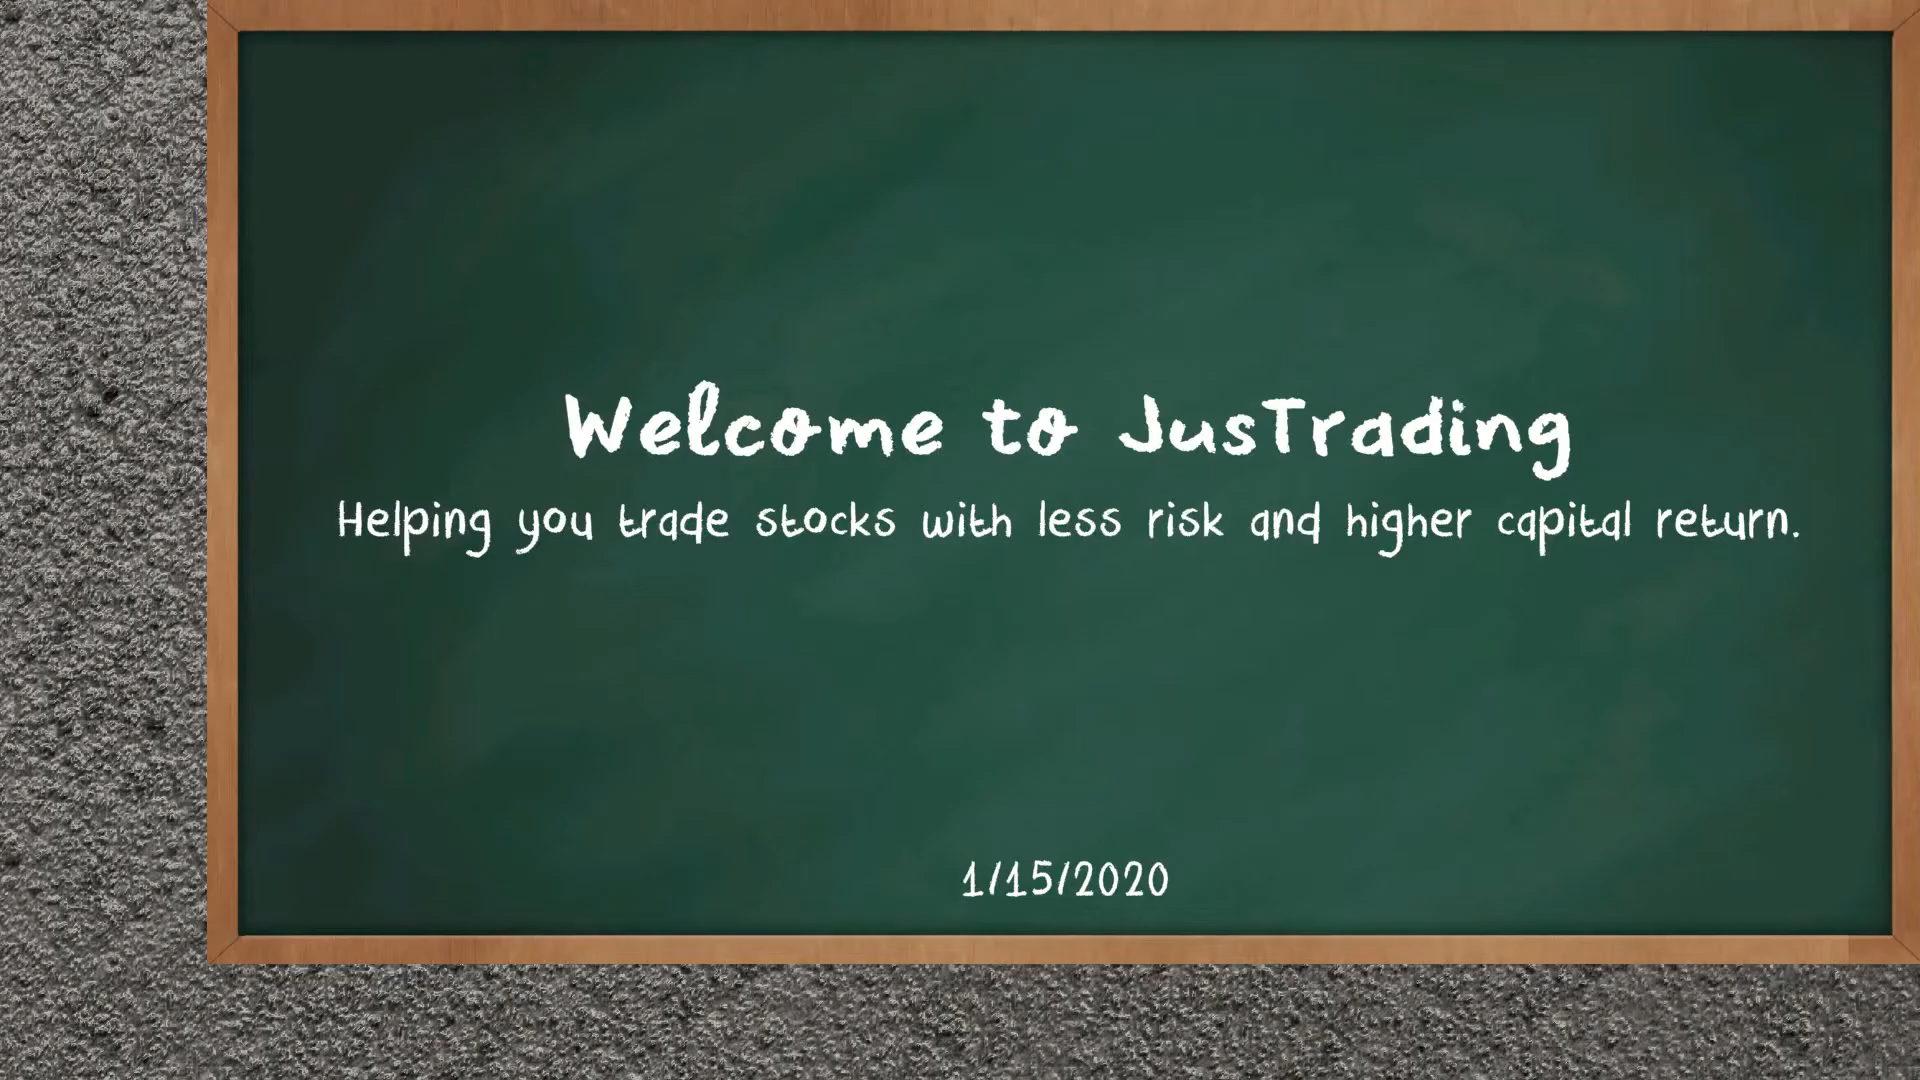 Welcome to JusTrading
Helping you trade stocks with less risk and higher capital return.
1/15/2020